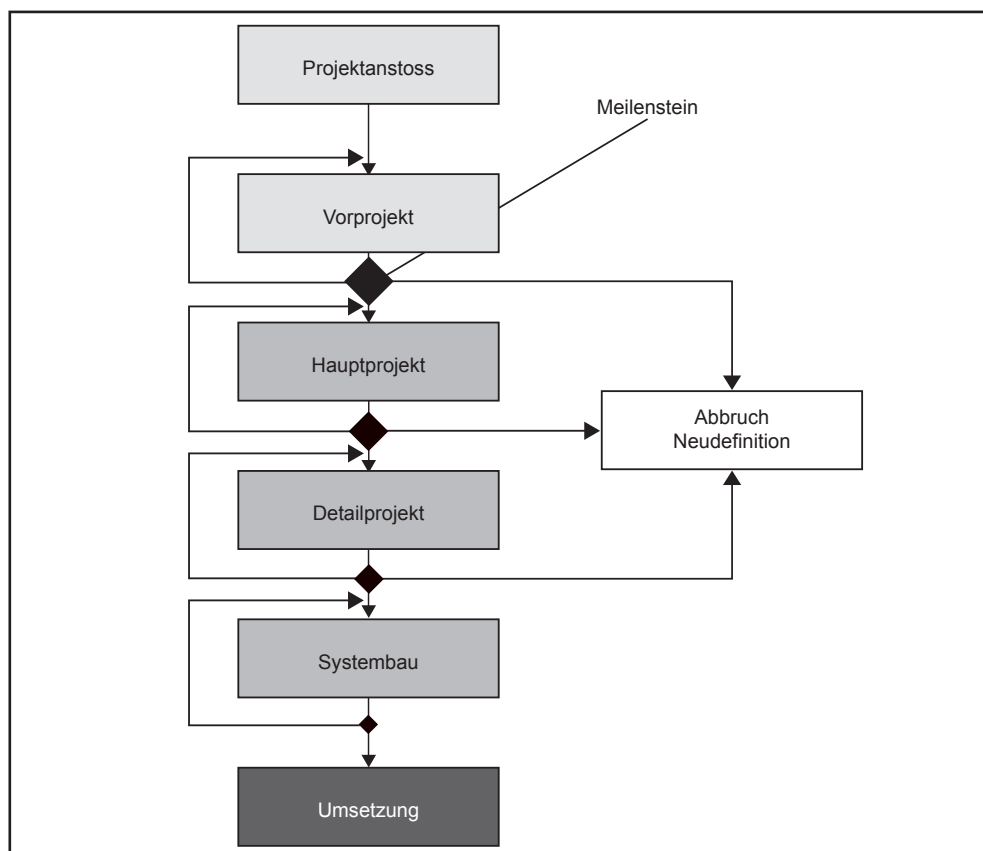 Projektanstoss
Meilenstein
Vorprojekt
Hauptprojekt
Abbruch
Neudefinition
Detailprojekt
Systembau
Umsetzung